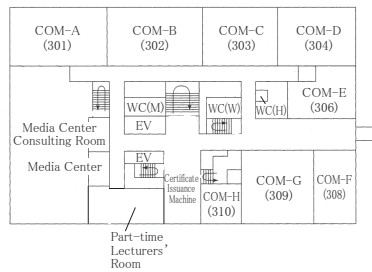 COM-A
(301)
COM-B
(302)
COM-C
(303)
COM-D
(304)
COM-E
(306)
WC(M)
WC(W)
WC(H)
EV
Media Center
Consulting Room
Media Center
EV
Certificate
Issuance
Machine
COM-H
(310)
COM-G
(309)
COM-F
(308)
Part-time
Lecturers'
Room